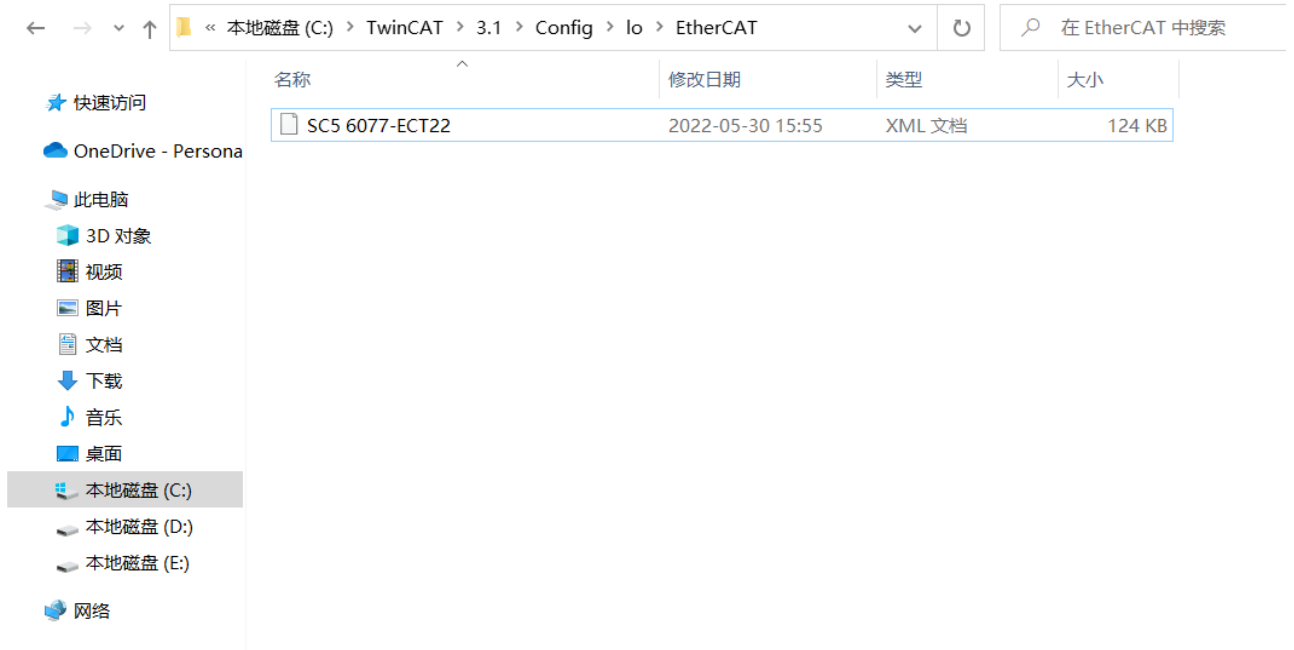 « 本地磁盘 (C:) > TwinCAT > 3.1 > Config > Io > EtherCAT
在 EtherCAT 中搜索
名称 修改日期 类型 大小
SC5 6077-ECT22 2022-05-30 15:55 XML 文档 124 KB
快速访问
OneDrive - Persona
此电脑
3D 对象
视频
图片
文档
下载
音乐
桌面
本地磁盘 (C:)
本地磁盘 (D:)
本地磁盘 (E:)
网络